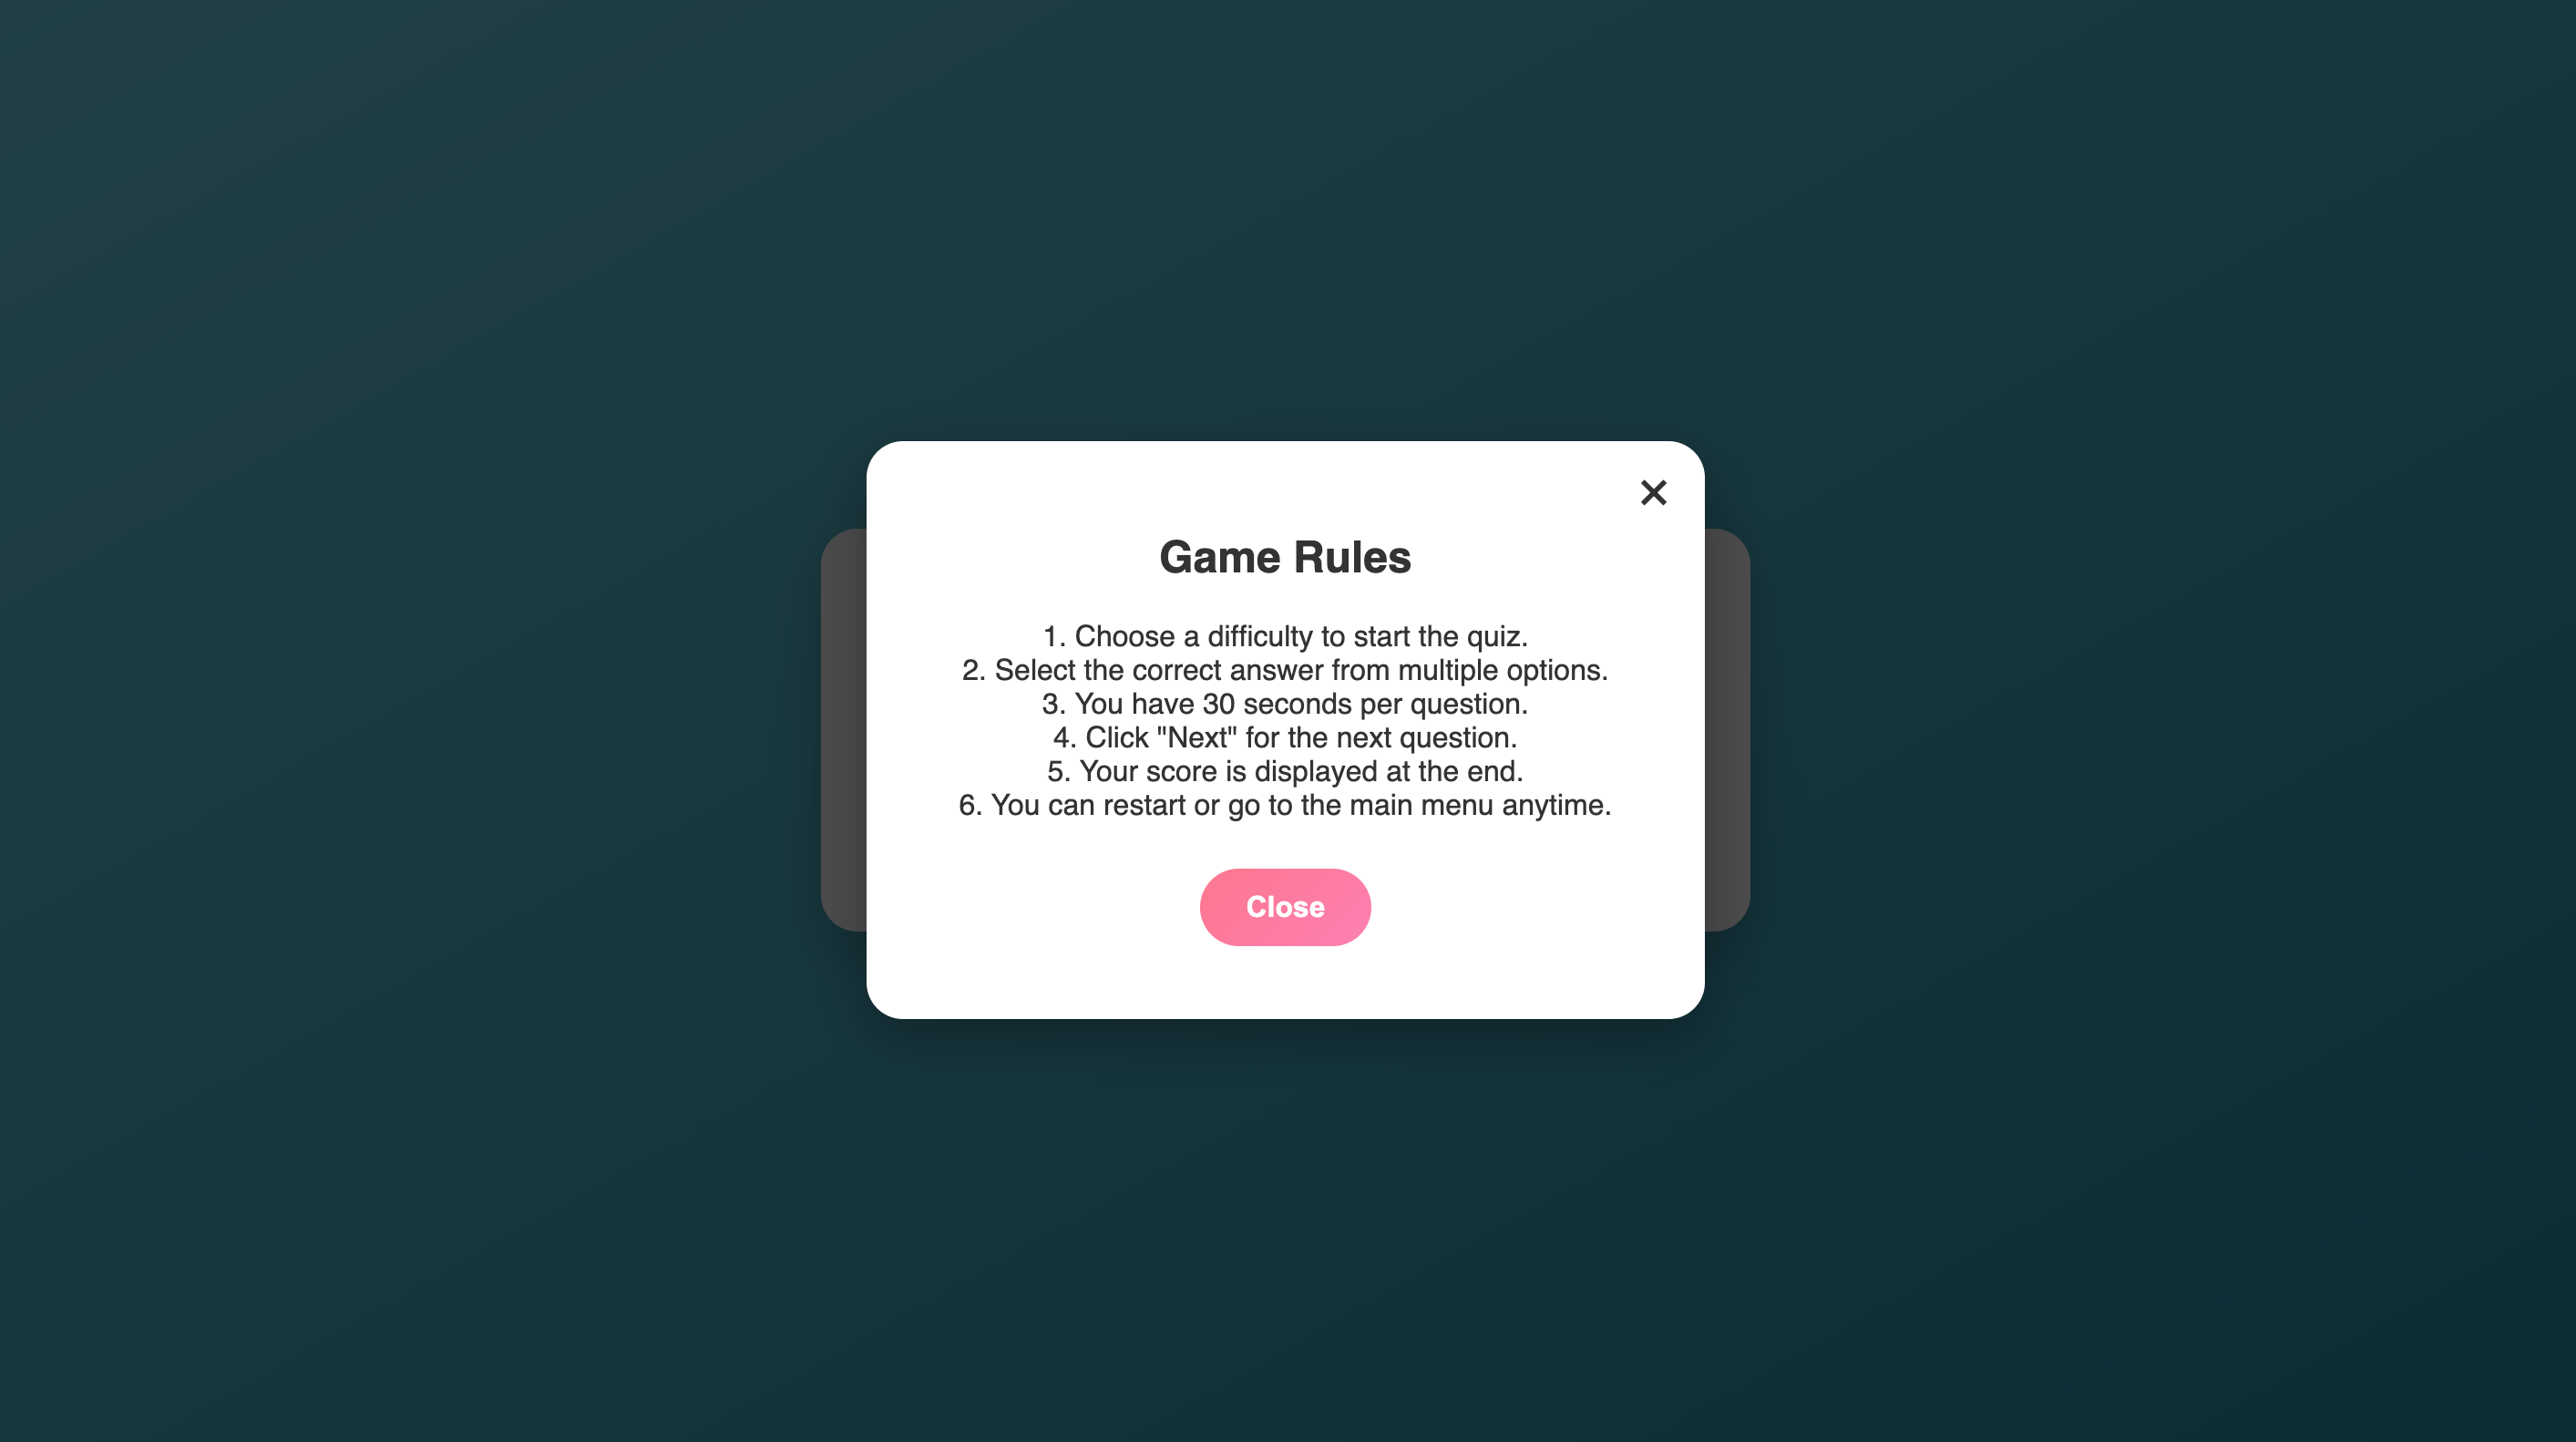 Game Rules
1. Choose a difficulty to start the quiz.
2. Select the correct answer from multiple options.
3. You have 30 seconds per question.
4. Click "Next" for the next question.
5. Your score is displayed at the end.
6. You can restart or go to the main menu anytime.
Close